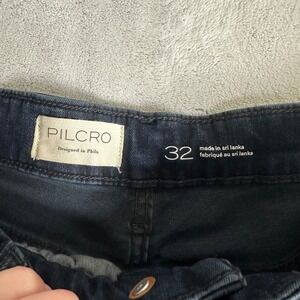 PILCRO
Designed in Phila
32
made in sri lanka
fabriqué au sri lanka